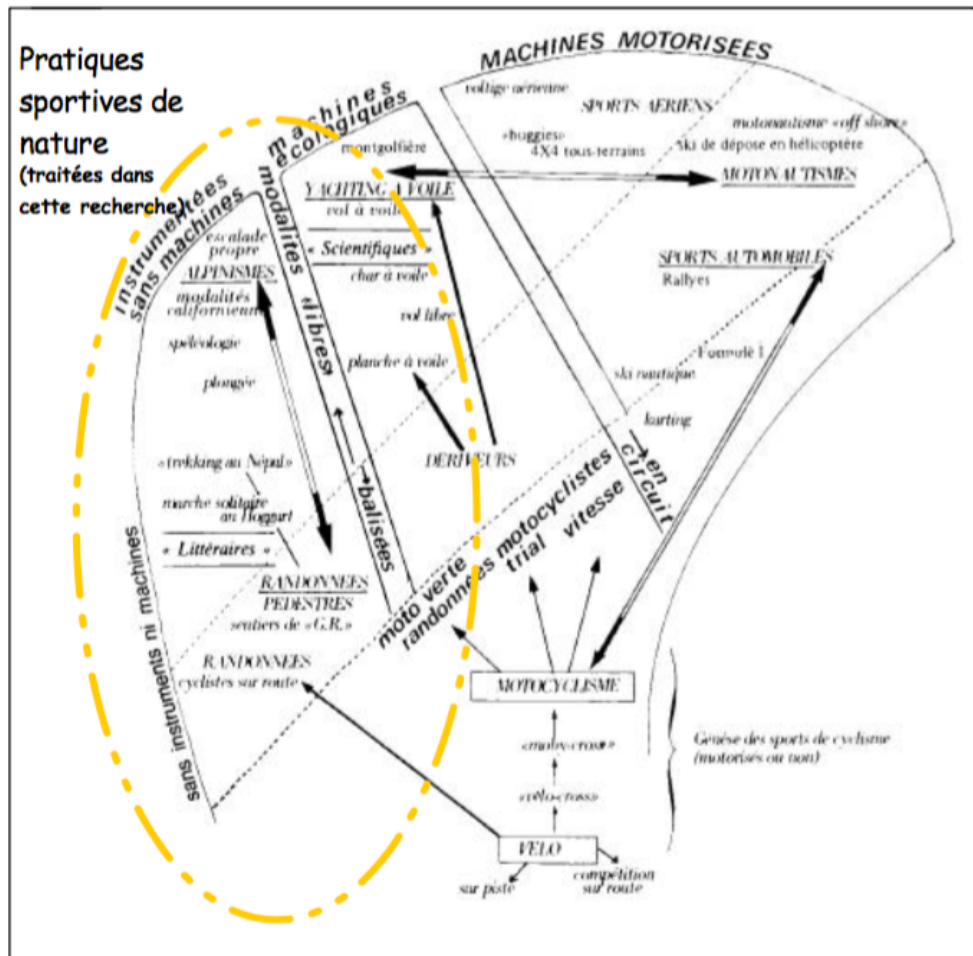 Pratiques
sportives de
nature
(traitées dans
cette recherche)
MACHINES MOTORISEES
machines
écologiques
modalités «libres»
balisées
instrumentées
sans machines
sans instruments ni machines
voltige aérienne
SPORTS AERIENS
motonautisme «off shore»
«buggies»
4X4 tous-terrains
ski de dépose en hélicoptère
MOTONAUTISMES
montgolfière
YACHTING A VOILE
vol à voile
« Scientifiques »
char à voile
vol libre
planche à voile
DERIVEURS
escalade
propre
ALPINISMES
modalités
californiennes
spéléologie
plongée
SPORTS AUTOMOBILES
Rallyes
Formule I
ski nautique
karting
en
circuit
«trekking au Népal»
marche solitaire
au Hoggart
« Littéraires »
RANDONNEES
PEDESTRES
sentiers de «G.R.»
RANDONNEES
cyclistes sur route
moto verte
randonnées motocyclistes
trial vitesse
MOTOCYCLISME
«moby-cross»
«vélo-cross»
VELO
sur piste
compétition
sur route
Genèse des sports de cyclisme
(motorisés ou non)